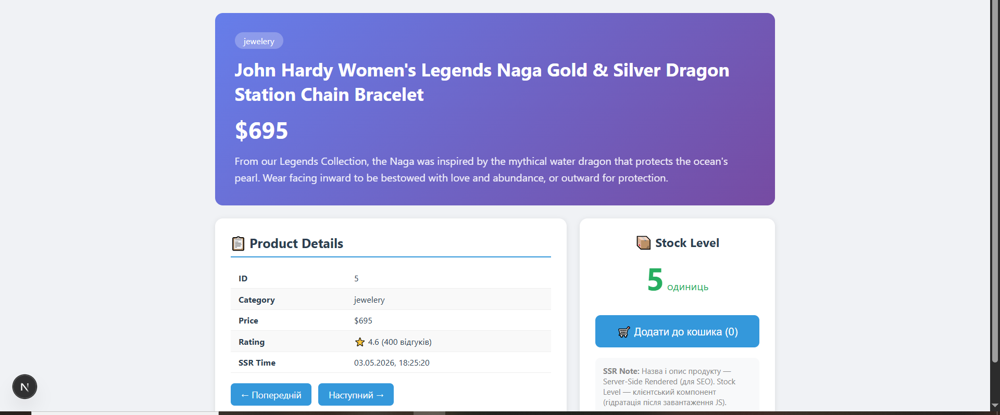 jewelery
John Hardy Women's Legends Naga Gold & Silver Dragon
Station Chain Bracelet
$695
From our Legends Collection, the Naga was inspired by the mythical water dragon that protects the ocean's
pearl. Wear facing inward to be bestowed with love and abundance, or outward for protection.
📋 Product Details
ID 5
Category jewelery
Price $695
Rating ⭐ 4.6 (400 відгуків)
SSR Time 03.05.2026, 18:25:20
← Попередній Наступний →
📦 Stock Level
5 одиниць
🛒 Додати до кошика (0)
SSR Note: Назва і опис продукту —
Server-Side Rendered (для SEO). Stock
Level — клієнтський компонент
(гідратація після завантаження JS).
N